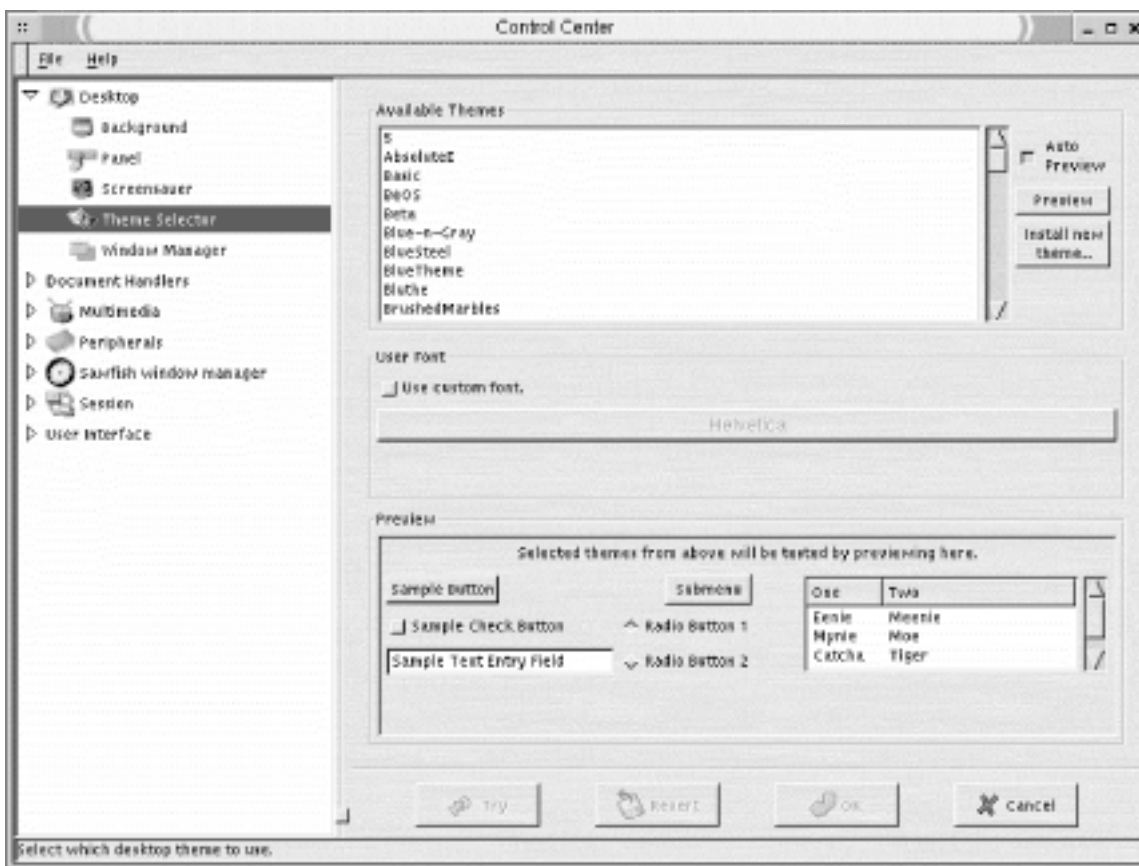 Control Center
File Help
Desktop
Background
Panel
Screensaver
Theme Selector
Window Manager
Document Handlers
Multimedia
Peripherals
Sawfish window manager
Session
User Interface
Available Themes
5
AbsoluteE
Basic
BeOS
Beta
Blue-n-Gray
BlueSteel
BlueTheme
Bluthe
BrushedMarbles
Auto
Preview
Preview
Install new
theme...
User Font
Use custom font.
Helvetica
Preview
Selected themes from above will be tested by previewing here.
Sample Button
Submenu
One Two
Sample Check Button
Radio Button 1
Eenie Meenie
Mynie Moe
Sample Text Entry Field
Radio Button 2
Catcha Tiger
Try
Revert
OK
Cancel
Select which desktop theme to use.